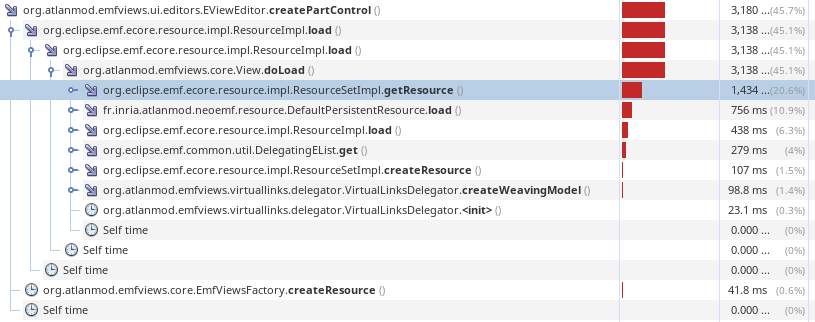 org.atlanmod.emfviews.ui.editors.EViewEditor.createPartControl () 3,180 ...(45.7%)
org.eclipse.emf.ecore.resource.impl.ResourceImpl.load () 3,138 ...(45.1%)
org.eclipse.emf.ecore.resource.impl.ResourceImpl.load () 3,138 ...(45.1%)
org.atlanmod.emfviews.core.View.doLoad () 3,138 ...(45.1%)
org.eclipse.emf.ecore.resource.impl.ResourceSetImpl.getResource () 1,434 ...(20.6%)
fr.inria.atlanmod.neoemf.resource.DefaultPersistentResource.load () 756 ms (10.9%)
org.eclipse.emf.ecore.resource.impl.ResourceImpl.load () 438 ms (6.3%)
org.eclipse.emf.common.util.DelegatingEList.get () 279 ms (4%)
org.eclipse.emf.ecore.resource.impl.ResourceSetImpl.createResource () 107 ms (1.5%)
org.atlanmod.emfviews.virtuallinks.delegator.VirtualLinksDelegator.createWeavingModel () 98.8 ms (1.4%)
org.atlanmod.emfviews.virtuallinks.delegator.VirtualLinksDelegator.<init> () 23.1 ms (0.3%)
Self time 0.000 ... (0%)
Self time 0.000 ... (0%)
Self time 0.000 ... (0%)
org.atlanmod.emfviews.core.EmfViewsFactory.createResource () 41.8 ms (0.6%)
Self time 0.000 ... (0%)